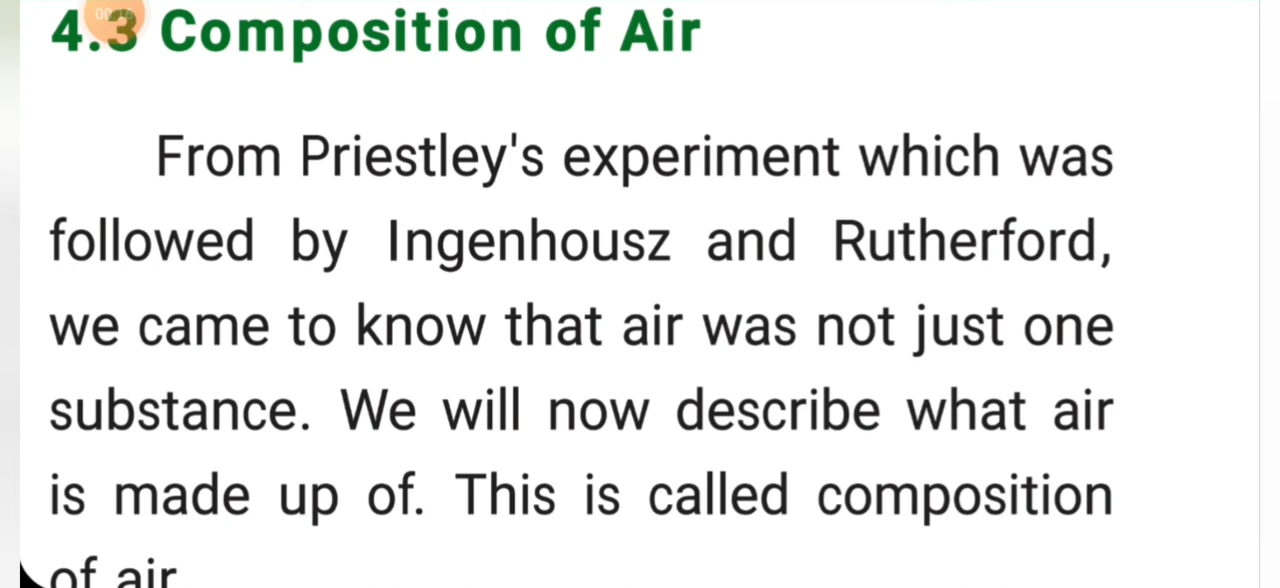 4.3 Composition of Air
From Priestley's experiment which was
followed by Ingenhousz and Rutherford,
we came to know that air was not just one
substance. We will now describe what air
is made up of. This is called composition
of air